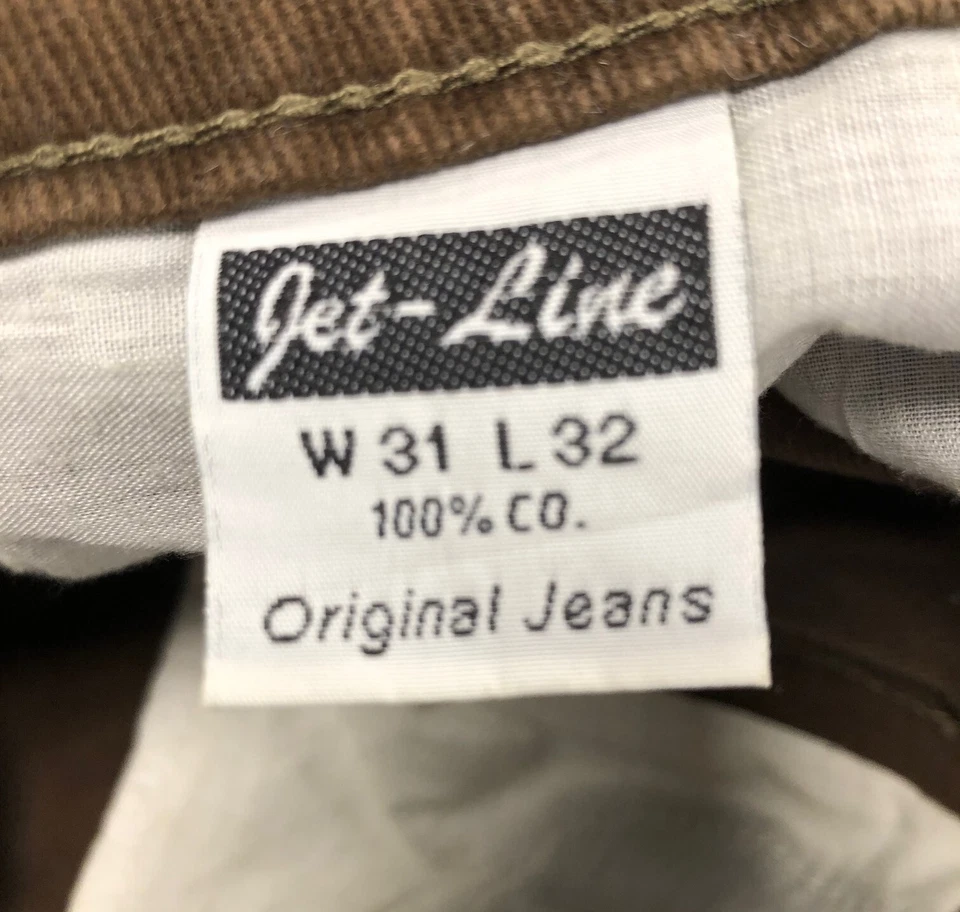 Jet-Line
W 31 L 32
100% CO.
Original Jeans